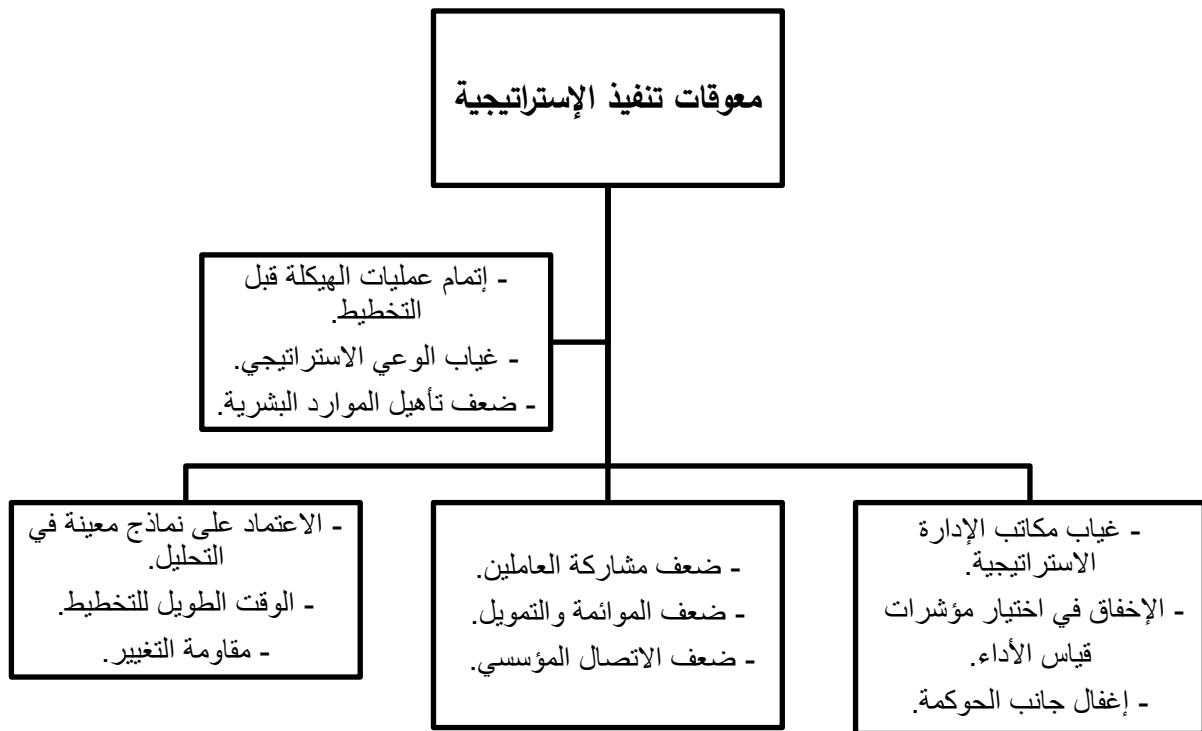 معوقات تنفيذ الإستراتيجية
- إتمام عمليات الهيكلة قبل
التخطيط.
- غياب الوعي الاستراتيجي.
- ضعف تأهيل الموارد البشرية.
- غياب مكاتب الإدارة
الاستراتيجية.
- الإخفاق في اختيار مؤشرات
قياس الأداء.
- إغفال جانب الحوكمة.
- ضعف مشاركة العاملين.
- ضعف الموائمة والتمويل.
- ضعف الاتصال المؤسسي.
- الاعتماد على نماذج معينة في
التحليل.
- الوقت الطويل للتخطيط.
- مقاومة التغيير.